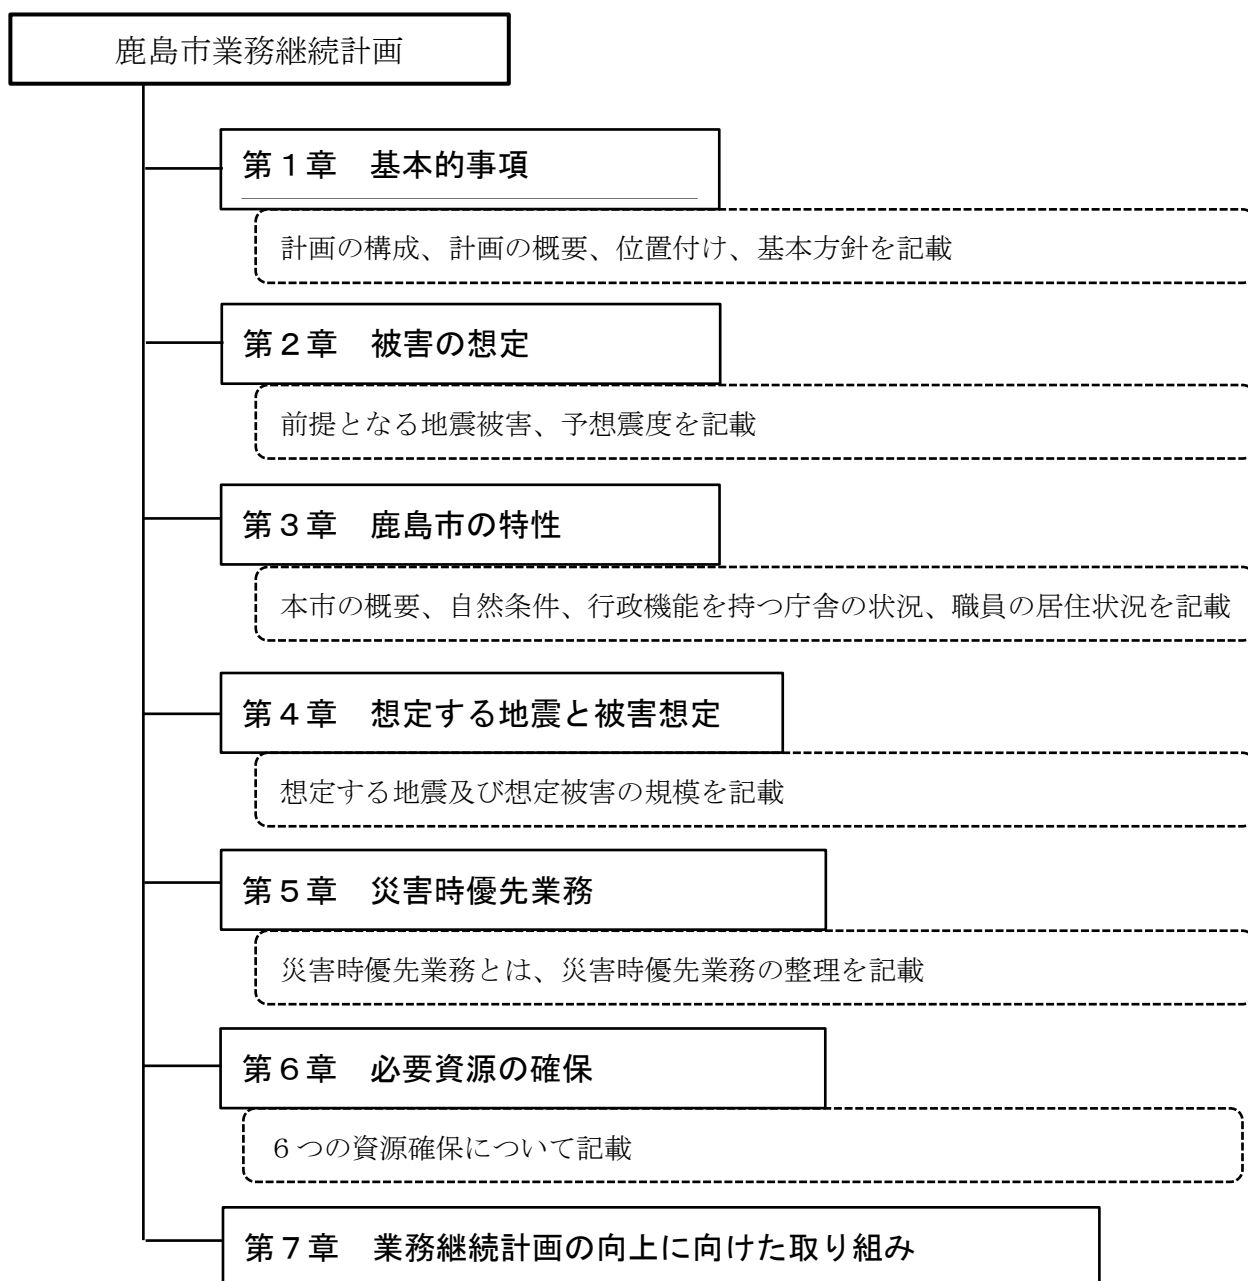 鹿島市業務継続計画
第１章　基本的事項
計画の構成、計画の概要、位置付け、基本方針を記載
第２章　被害の想定
前提となる地震被害、予想震度を記載
第３章　鹿島市の特性
本市の概要、自然条件、行政機能を持つ庁舎の状況、職員の居住状況を記載
第４章　想定する地震と被害想定
想定する地震及び想定被害の規模を記載
第５章　災害時優先業務
災害時優先業務とは、災害時優先業務の整理を記載
第６章　必要資源の確保
６つの資源確保について記載
第７章　業務継続計画の向上に向けた取り組み